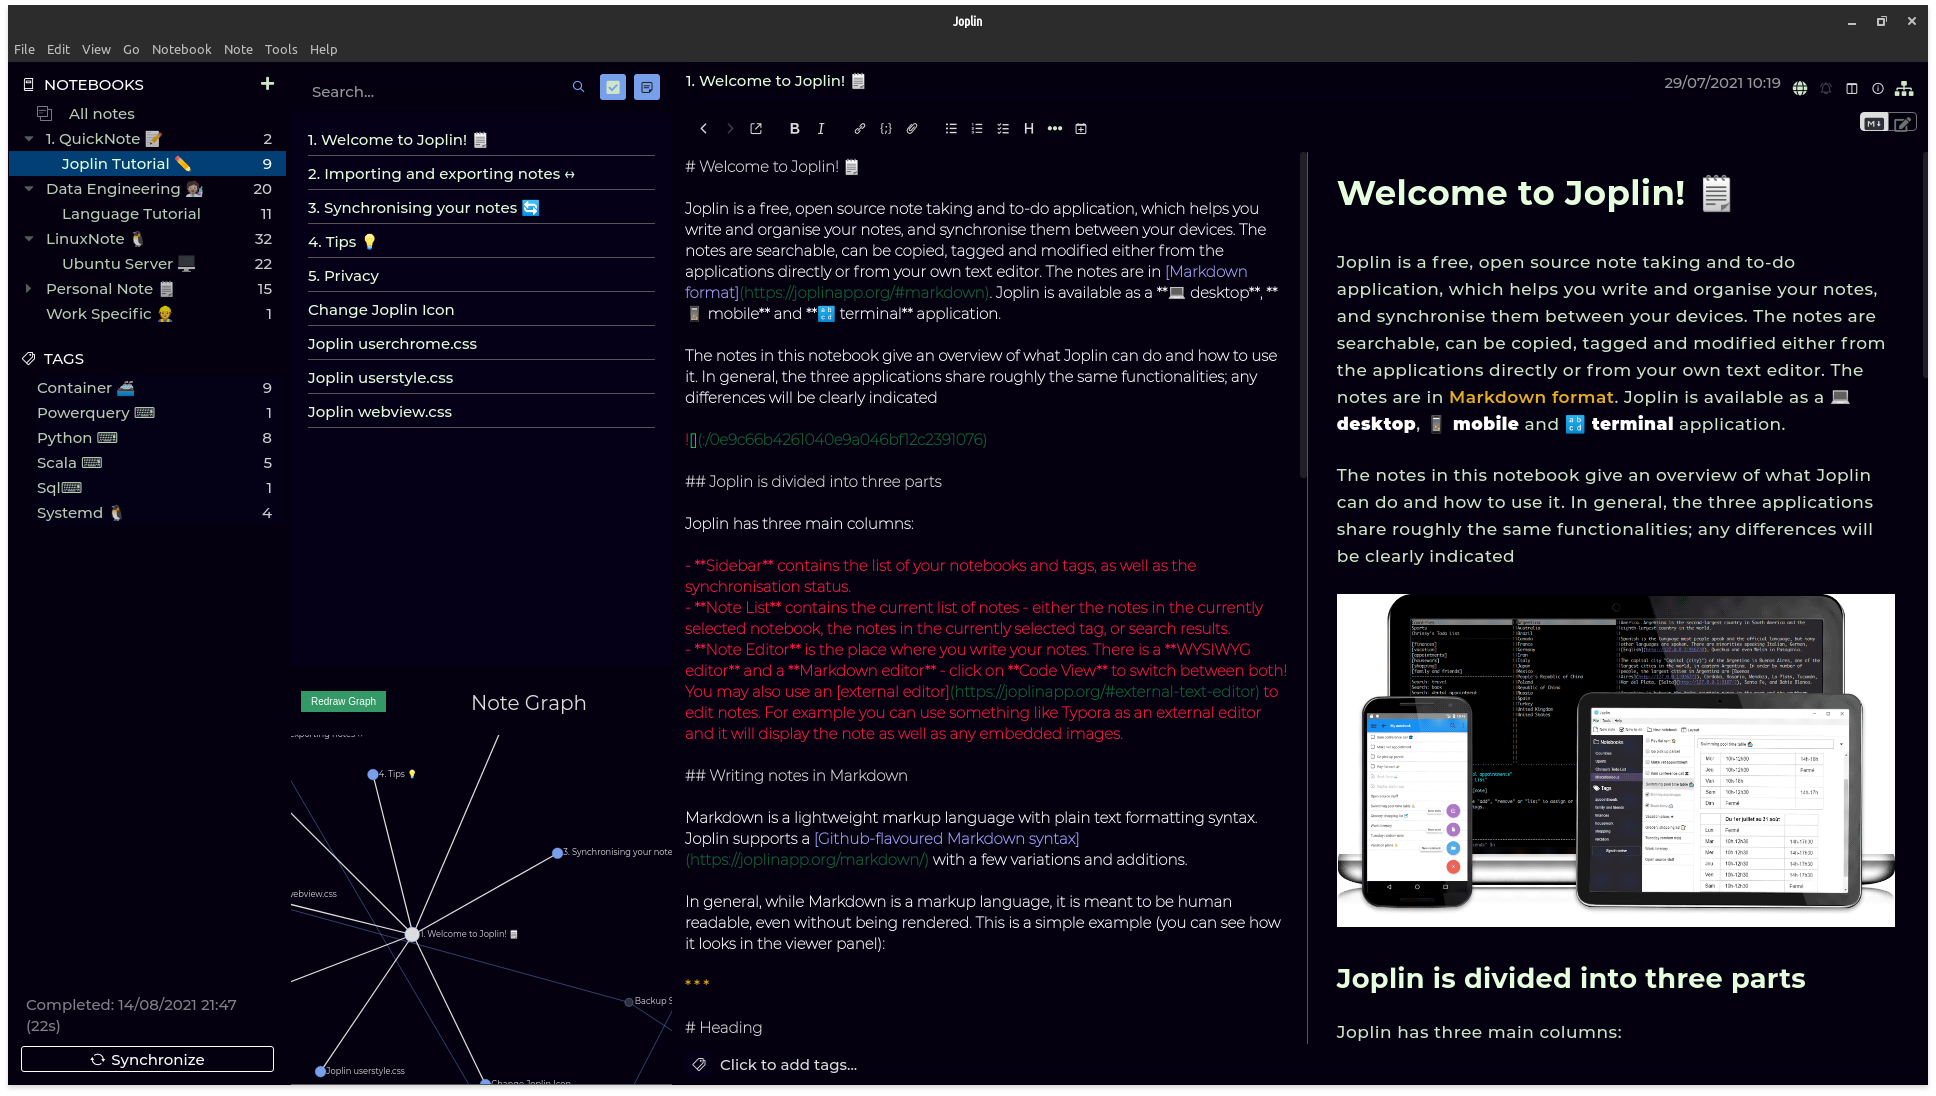 Joplin
File Edit View Go Notebook Note Tools Help
NOTEBOOKS
All notes
1. QuickNote 📝 2
Joplin Tutorial ✏️ 9
Data Engineering 20
Language Tutorial 11
LinuxNote 🐧 32
Ubuntu Server 🖥️ 22
Personal Note 🗒️ 15
Work Specific 👷 1
TAGS
Container 9
Powerquery ⌨ 1
Python ⌨ 8
Scala ⌨ 5
Sql⌨ 1
Systemd 🐧 4
Completed: 14/08/2021 21:47
(22s)
Synchronize
Search...
1. Welcome to Joplin! 🗒️
2. Importing and exporting notes ↔
3. Synchronising your notes 🔄
4. Tips 💡
5. Privacy
Change Joplin Icon
Joplin userchrome.css
Joplin userstyle.css
Joplin webview.css
Redraw Graph
Note Graph
exporting notes ↔
4. Tips 💡
3. Synchronising your note
webview.css
1. Welcome to Joplin! 🗒️
Backup S
Joplin userstyle.css
Change Joplin Icon
1. Welcome to Joplin! 🗒️
29/07/2021 10:19
# Welcome to Joplin! 🗒️
Joplin is a free, open source note taking and to-do application, which helps you
write and organise your notes, and synchronise them between your devices. The
notes are searchable, can be copied, tagged and modified either from the
applications directly or from your own text editor. The notes are in [Markdown
format](https://joplinapp.org/#markdown). Joplin is available as a **💻 desktop**, **
📱 mobile** and **🔡 terminal** application.
The notes in this notebook give an overview of what Joplin can do and how to use
it. In general, the three applications share roughly the same functionalities; any
differences will be clearly indicated
![](:/0e9c66b4261040e9a046bf12c2391076)
## Joplin is divided into three parts
Joplin has three main columns:
- **Sidebar** contains the list of your notebooks and tags, as well as the
synchronisation status.
- **Note List** contains the current list of notes - either the notes in the currently
selected notebook, the notes in the currently selected tag, or search results.
- **Note Editor** is the place where you write your notes. There is a **WYSIWYG
editor** and a **Markdown editor** - click on **Code View** to switch between both!
You may also use an [external editor](https://joplinapp.org/#external-text-editor) to
edit notes. For example you can use something like Typora as an external editor
and it will display the note as well as any embedded images.
## Writing notes in Markdown
Markdown is a lightweight markup language with plain text formatting syntax.
Joplin supports a [Github-flavoured Markdown syntax]
(https://joplinapp.org/markdown/) with a few variations and additions.
In general, while Markdown is a markup language, it is meant to be human
readable, even without being rendered. This is a simple example (you can see how
it looks in the viewer panel):
* * *
# Heading
Click to add tags...
Welcome to Joplin! 🗒️
Joplin is a free, open source note taking and to-do
application, which helps you write and organise your notes,
and synchronise them between your devices. The notes are
searchable, can be copied, tagged and modified either from
the applications directly or from your own text editor. The
notes are in Markdown format. Joplin is available as a 💻
desktop, 📱 mobile and 🔡 terminal application.
The notes in this notebook give an overview of what Joplin
can do and how to use it. In general, the three applications
share roughly the same functionalities; any differences will
be clearly indicated
Joplin is divided into three parts
Joplin has three main columns: